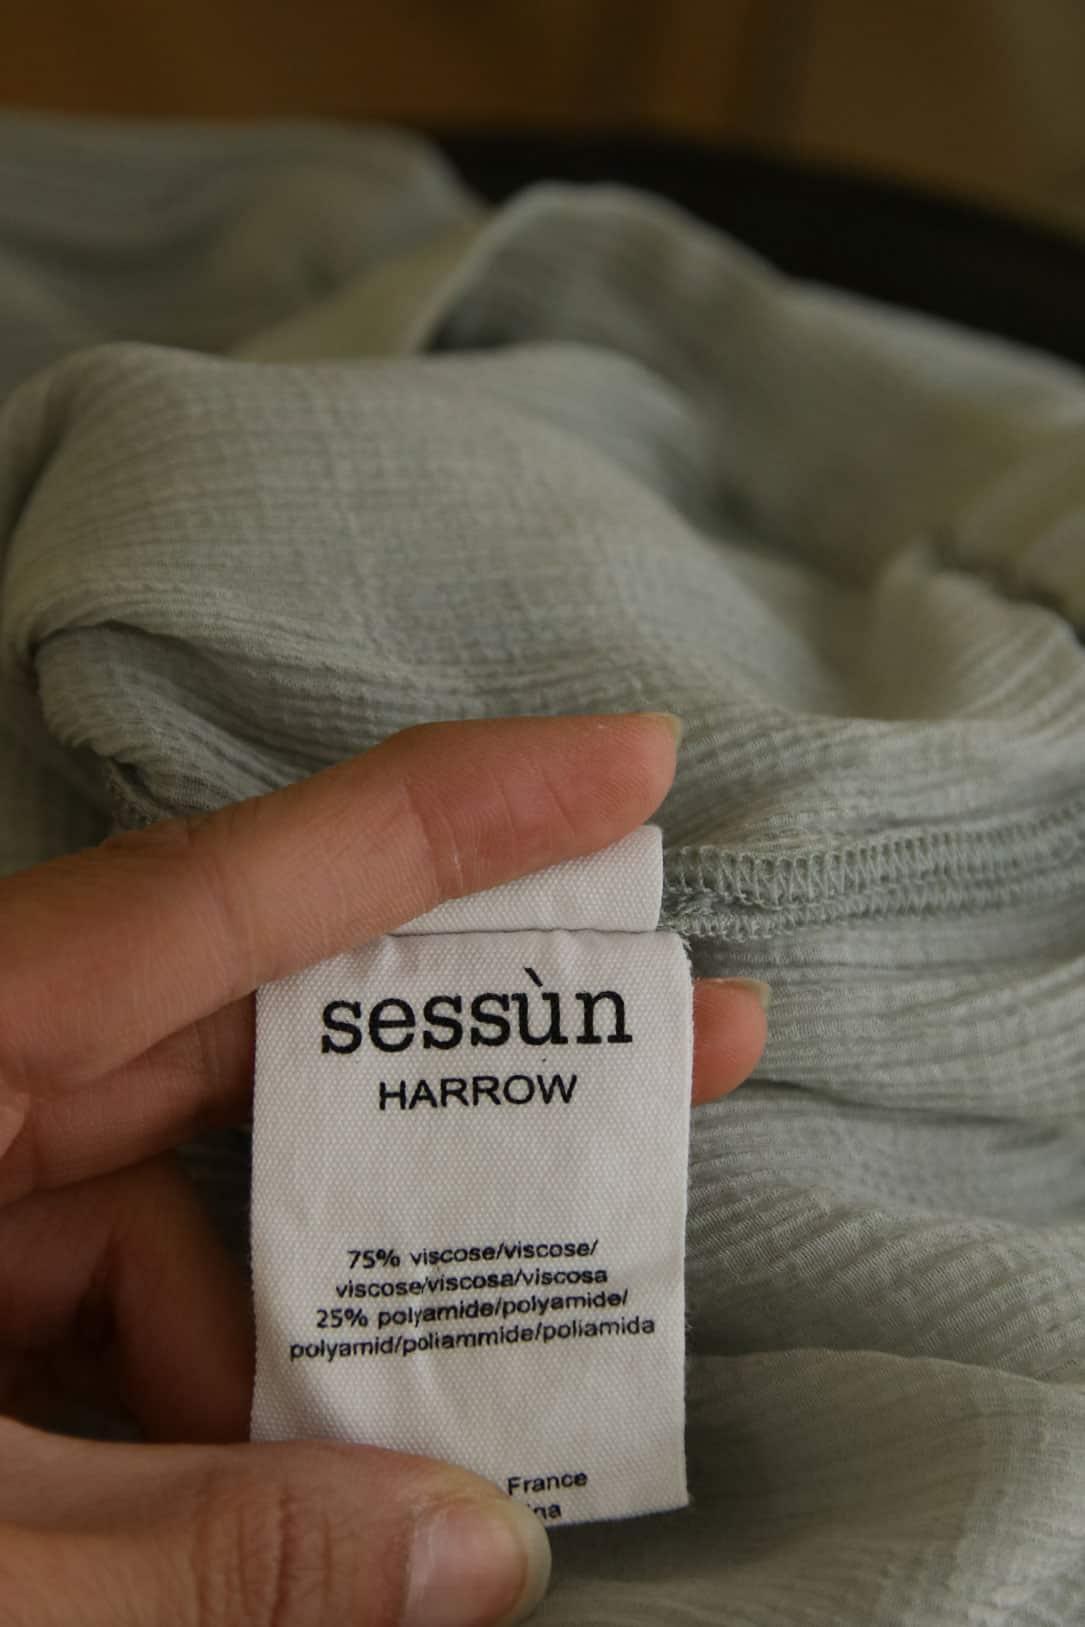 sessùn
HARROW
75% viscose/viscose/
viscose/viscosa/viscosa
25% polyamide/polyamide/
polyamid/poliammide/poliamida
France